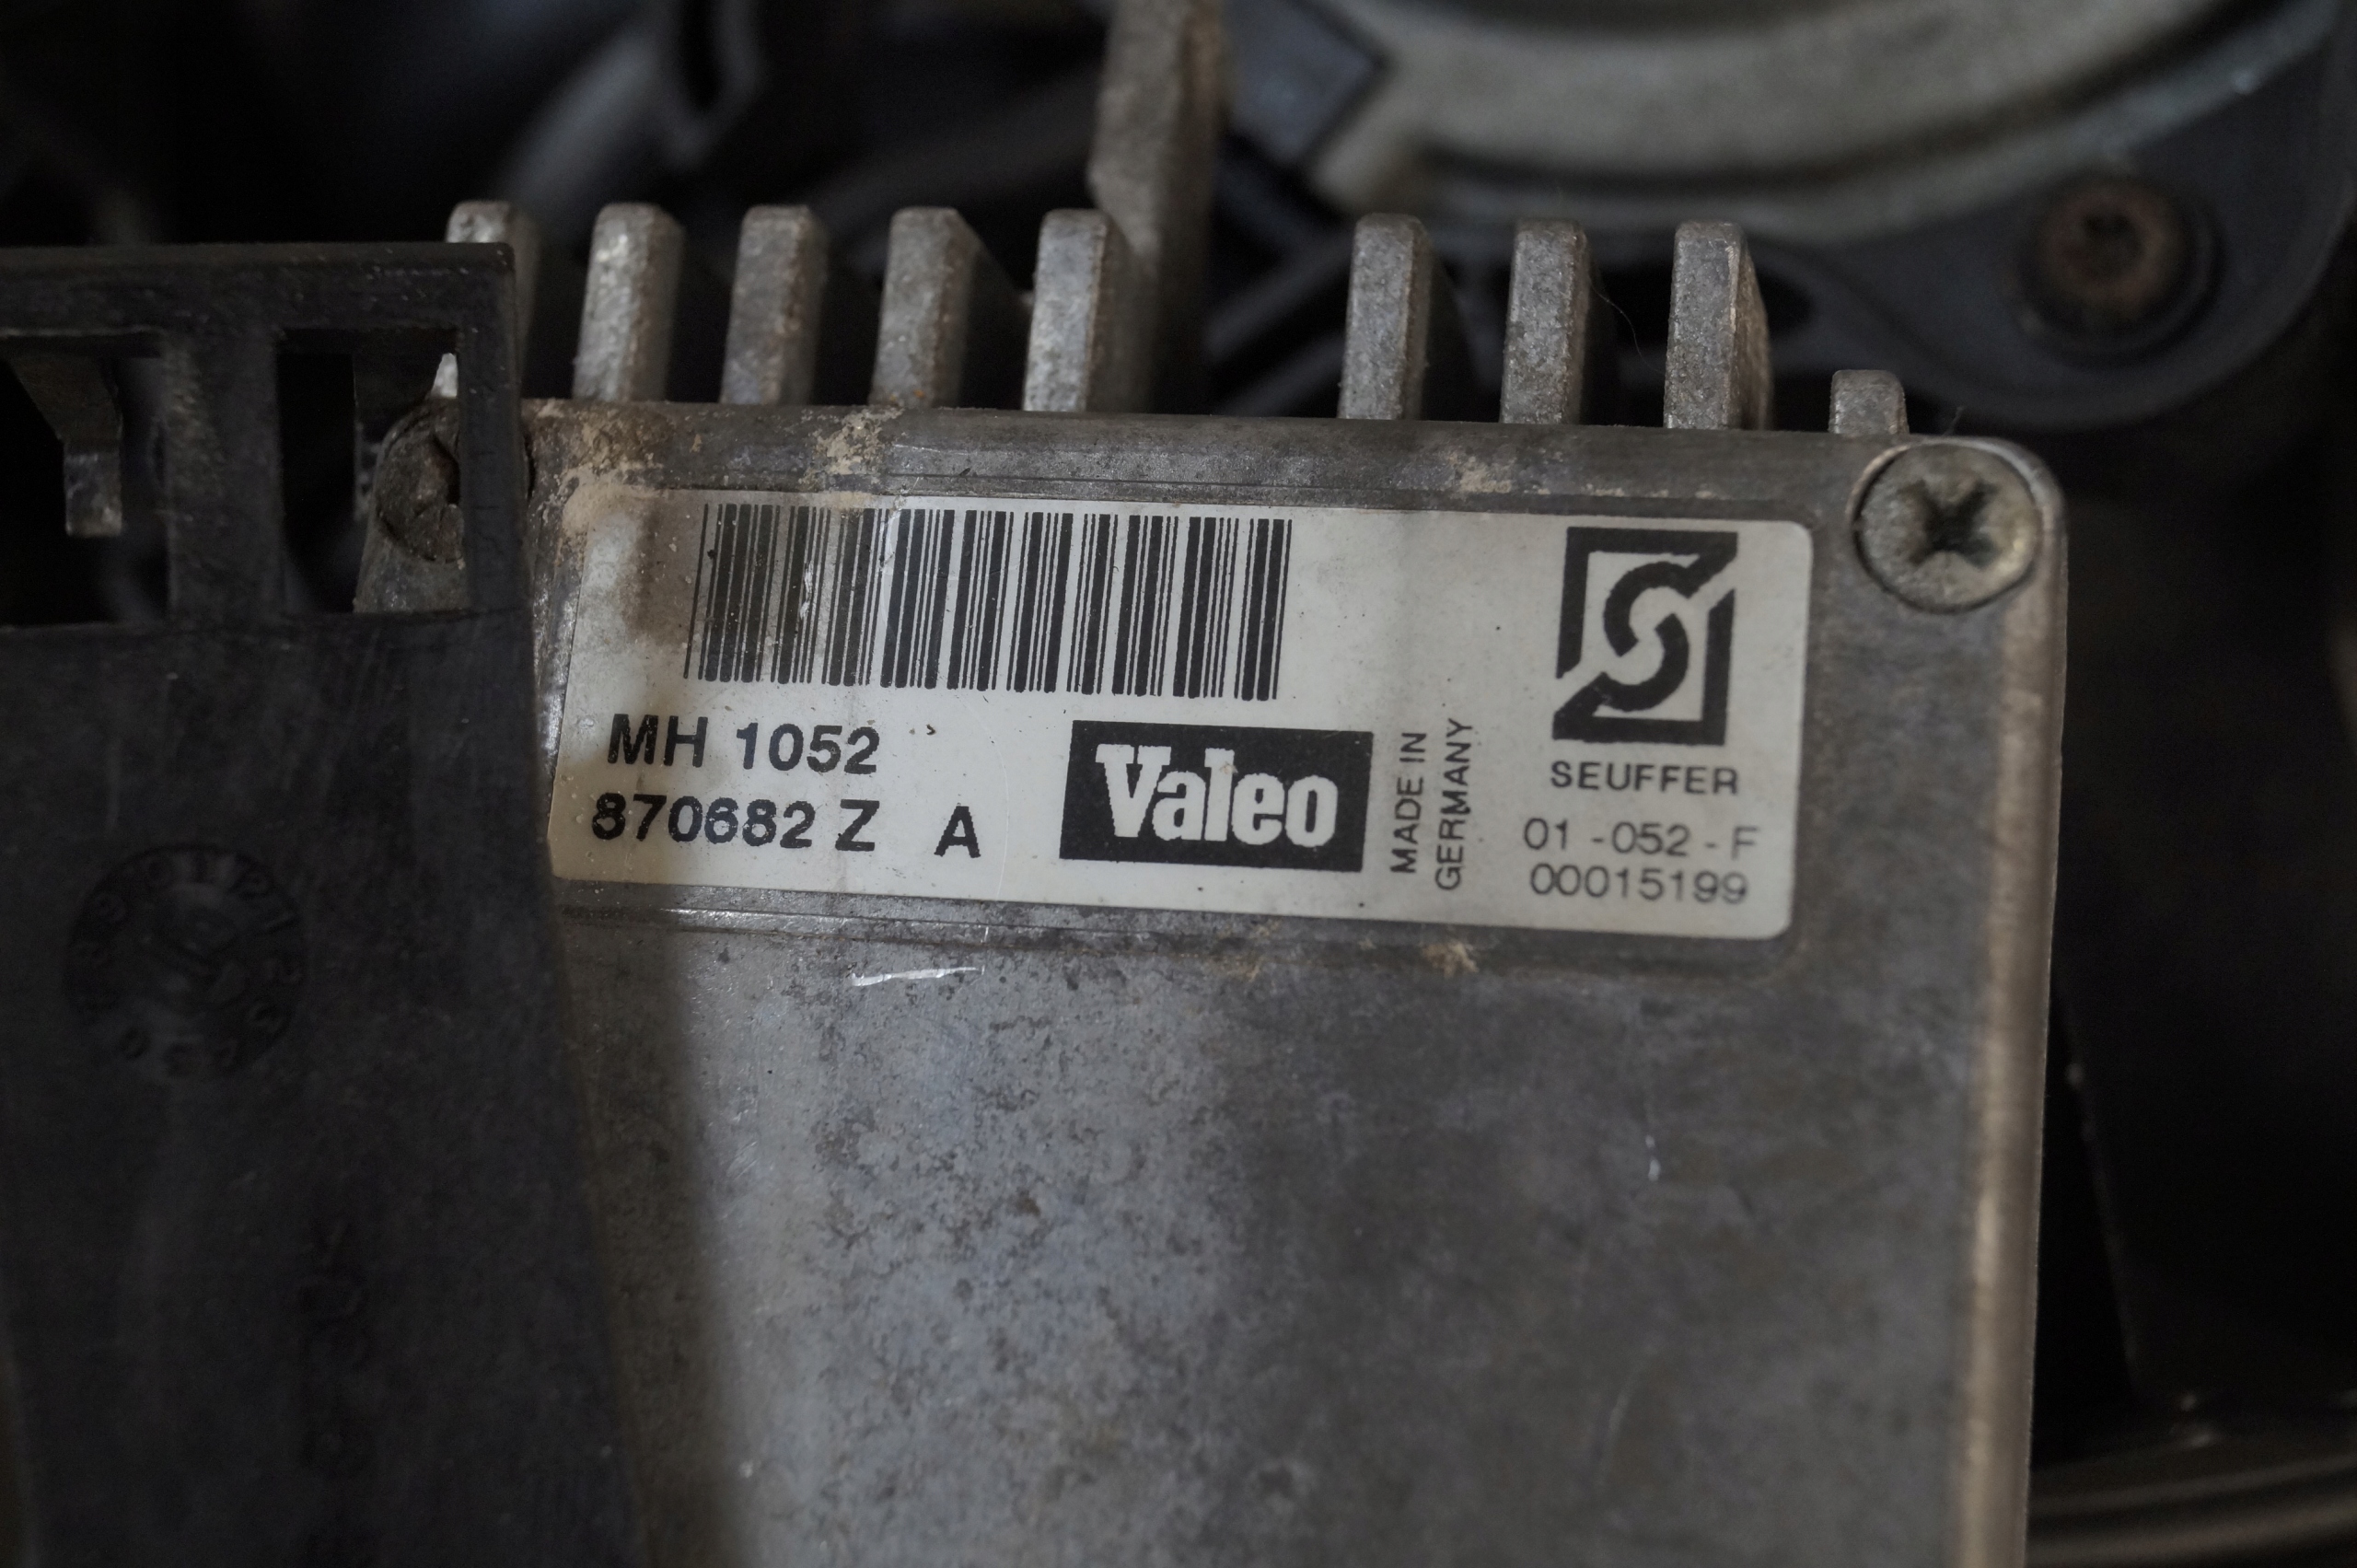 MH 1052
870682 Z A
Valeo
MADE IN
GERMANY
SEUFFER
01 -052 - F
00015199